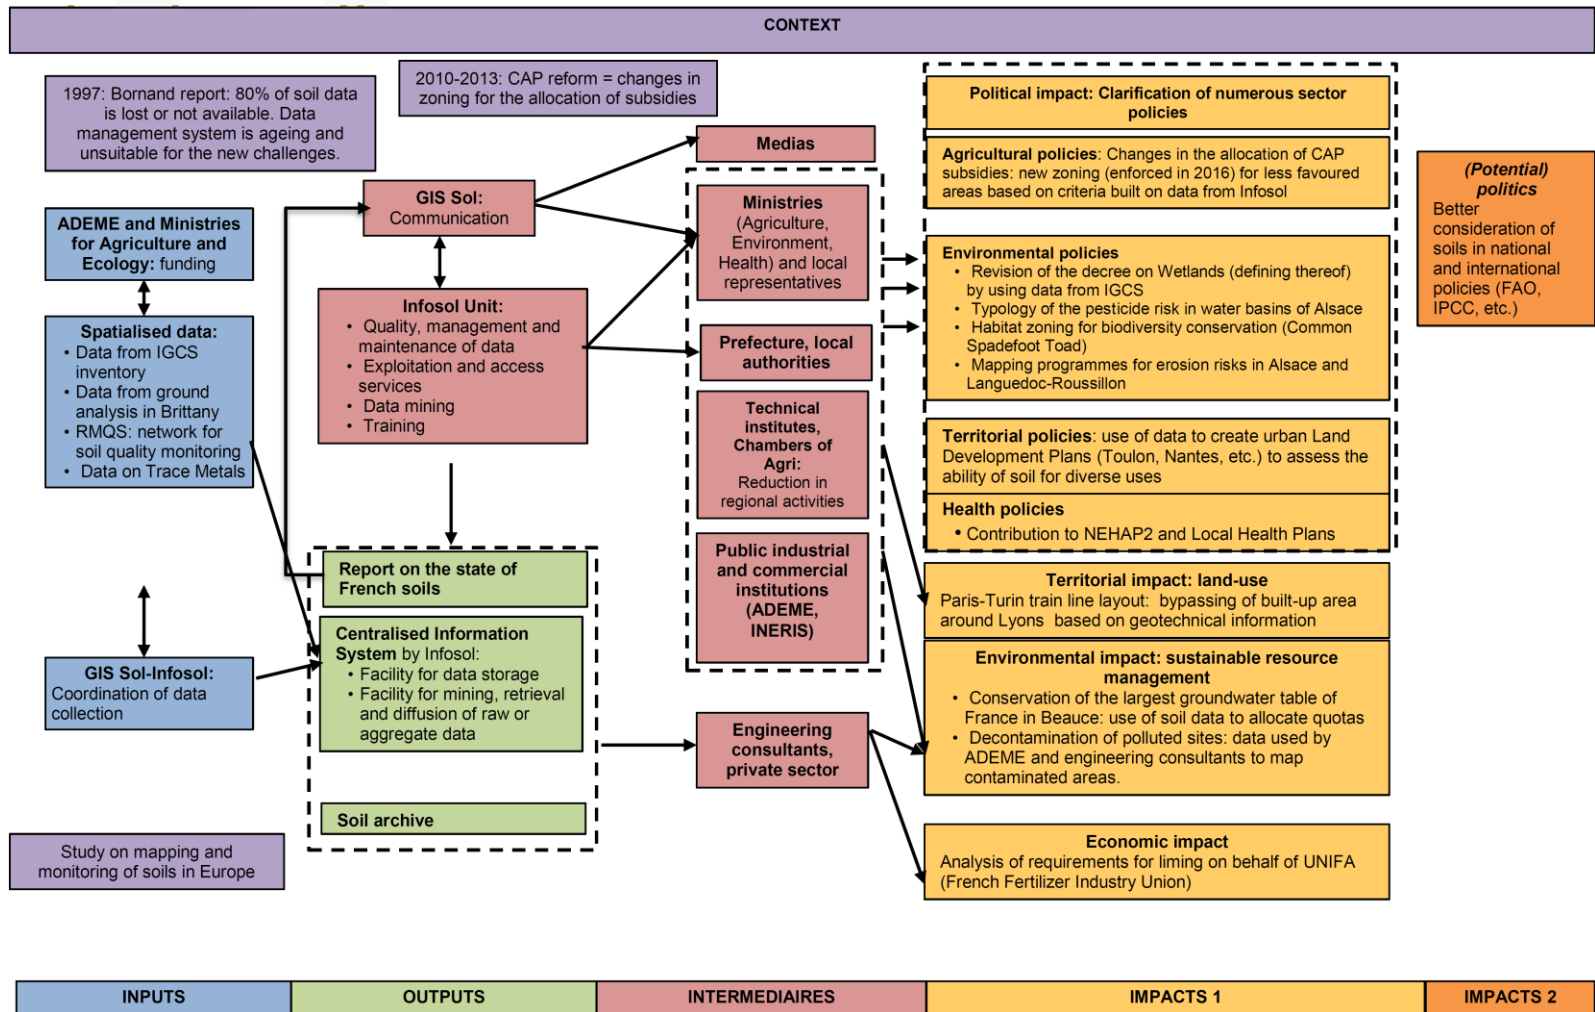 CONTEXT
1997: Bornand report: 80% of soil data
is lost or not available. Data
management system is ageing and
unsuitable for the new challenges.
2010-2013: CAP reform = changes in
zoning for the allocation of subsidies
ADEME and Ministries
for Agriculture and
Ecology: funding
Spatialised data:
• Data from IGCS
inventory
• Data from ground
analysis in Brittany
• RMQS: network for
soil quality monitoring
• Data on Trace Metals
GIS Sol-Infosol:
Coordination of data
collection
Study on mapping and
monitoring of soils in Europe
GIS Sol:
Communication
Infosol Unit:
• Quality, management and
maintenance of data
• Exploitation and access
services
• Data mining
• Training
Report on the state of
French soils
Centralised Information
System by Infosol:
• Facility for data storage
• Facility for mining, retrieval
and diffusion of raw or
aggregate data
Soil archive
Medias
Ministries
(Agriculture,
Environment,
Health) and local
representatives
Prefecture, local
authorities
Technical
institutes,
Chambers of
Agri:
Reduction in
regional activities
Public industrial
and commercial
institutions
(ADEME,
INERIS)
Engineering
consultants,
private sector
Political impact: Clarification of numerous sector
policies
Agricultural policies: Changes in the allocation of CAP
subsidies: new zoning (enforced in 2016) for less favoured
areas based on criteria built on data from Infosol
Environmental policies
• Revision of the decree on Wetlands (defining thereof)
by using data from IGCS
• Typology of the pesticide risk in water basins of Alsace
• Habitat zoning for biodiversity conservation (Common
Spadefoot Toad)
• Mapping programmes for erosion risks in Alsace and
Languedoc-Roussillon
Territorial policies: use of data to create urban Land
Development Plans (Toulon, Nantes, etc.) to assess the
ability of soil for diverse uses
Health policies
• Contribution to NEHAP2 and Local Health Plans
Territorial impact: land-use
Paris-Turin train line layout: bypassing of built-up area
around Lyons based on geotechnical information
Environmental impact: sustainable resource
management
• Conservation of the largest groundwater table of
France in Beauce: use of soil data to allocate quotas
• Decontamination of polluted sites: data used by
ADEME and engineering consultants to map
contaminated areas.
Economic impact
Analysis of requirements for liming on behalf of UNIFA
(French Fertilizer Industry Union)
(Potential)
politics
Better
consideration of
soils in national
and international
policies (FAO,
IPCC, etc.)
INPUTS
OUTPUTS
INTERMEDIAIRES
IMPACTS 1
IMPACTS 2